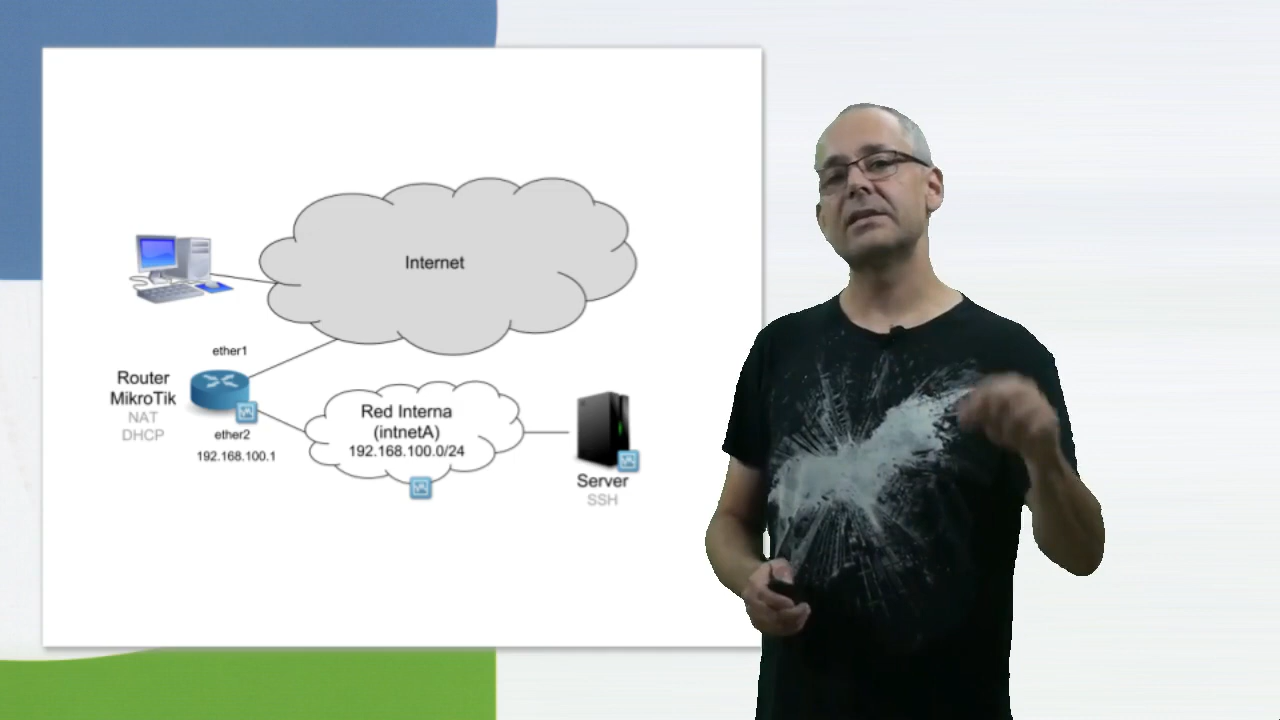 Internet
ether1
Router
MikroTik
NAT
DHCP
ether2
192.168.100.1
Red Interna
(intnetA)
192.168.100.0/24
Server
SSH